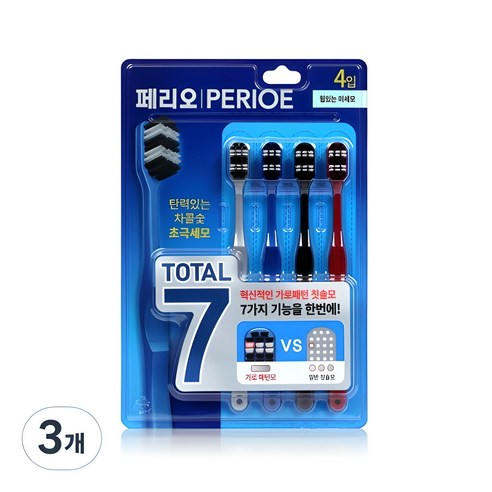 4입
힘있는 미세모
페리오 | PERIOE
탄력있는
차콜숯
초극세모
TOTAL
7
혁신적인 가로패턴 칫솔모
7가지 기능을 한번에!
VS
가로 패턴모
일반 칫솔모
3개